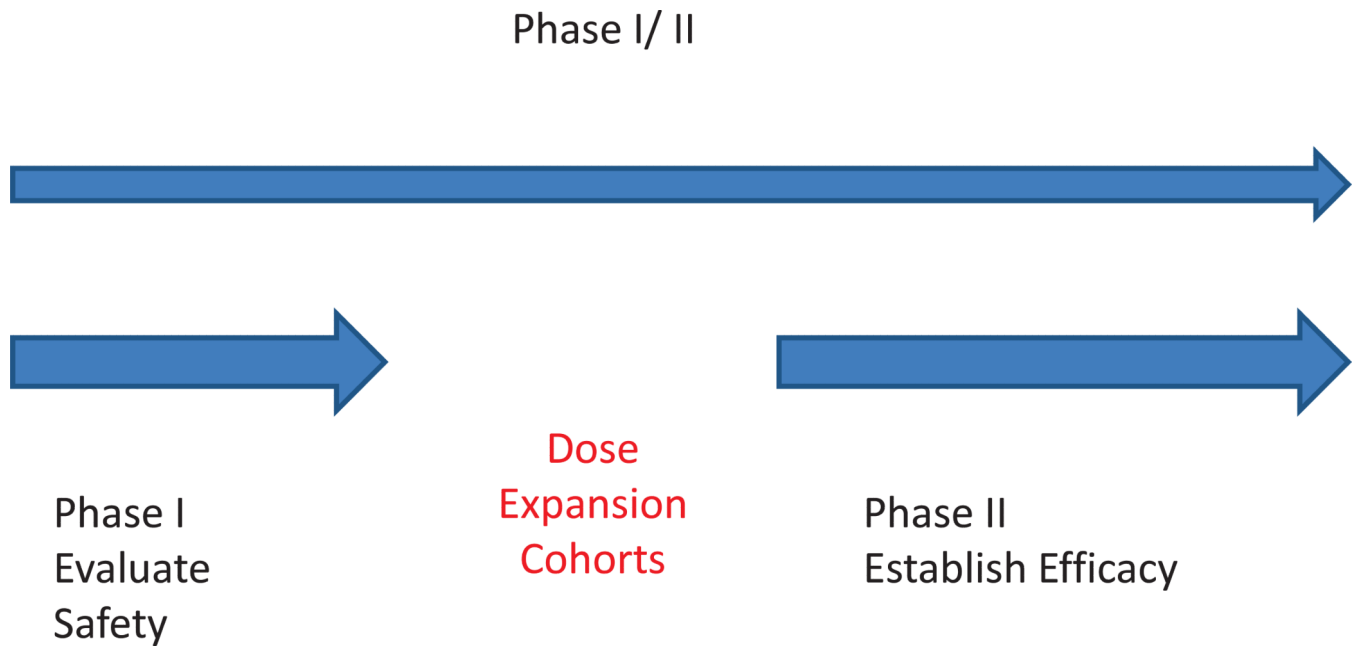 Phase I/ II
Phase I
Evaluate
Safety
Dose
Expansion
Cohorts
Phase II
Establish Efficacy